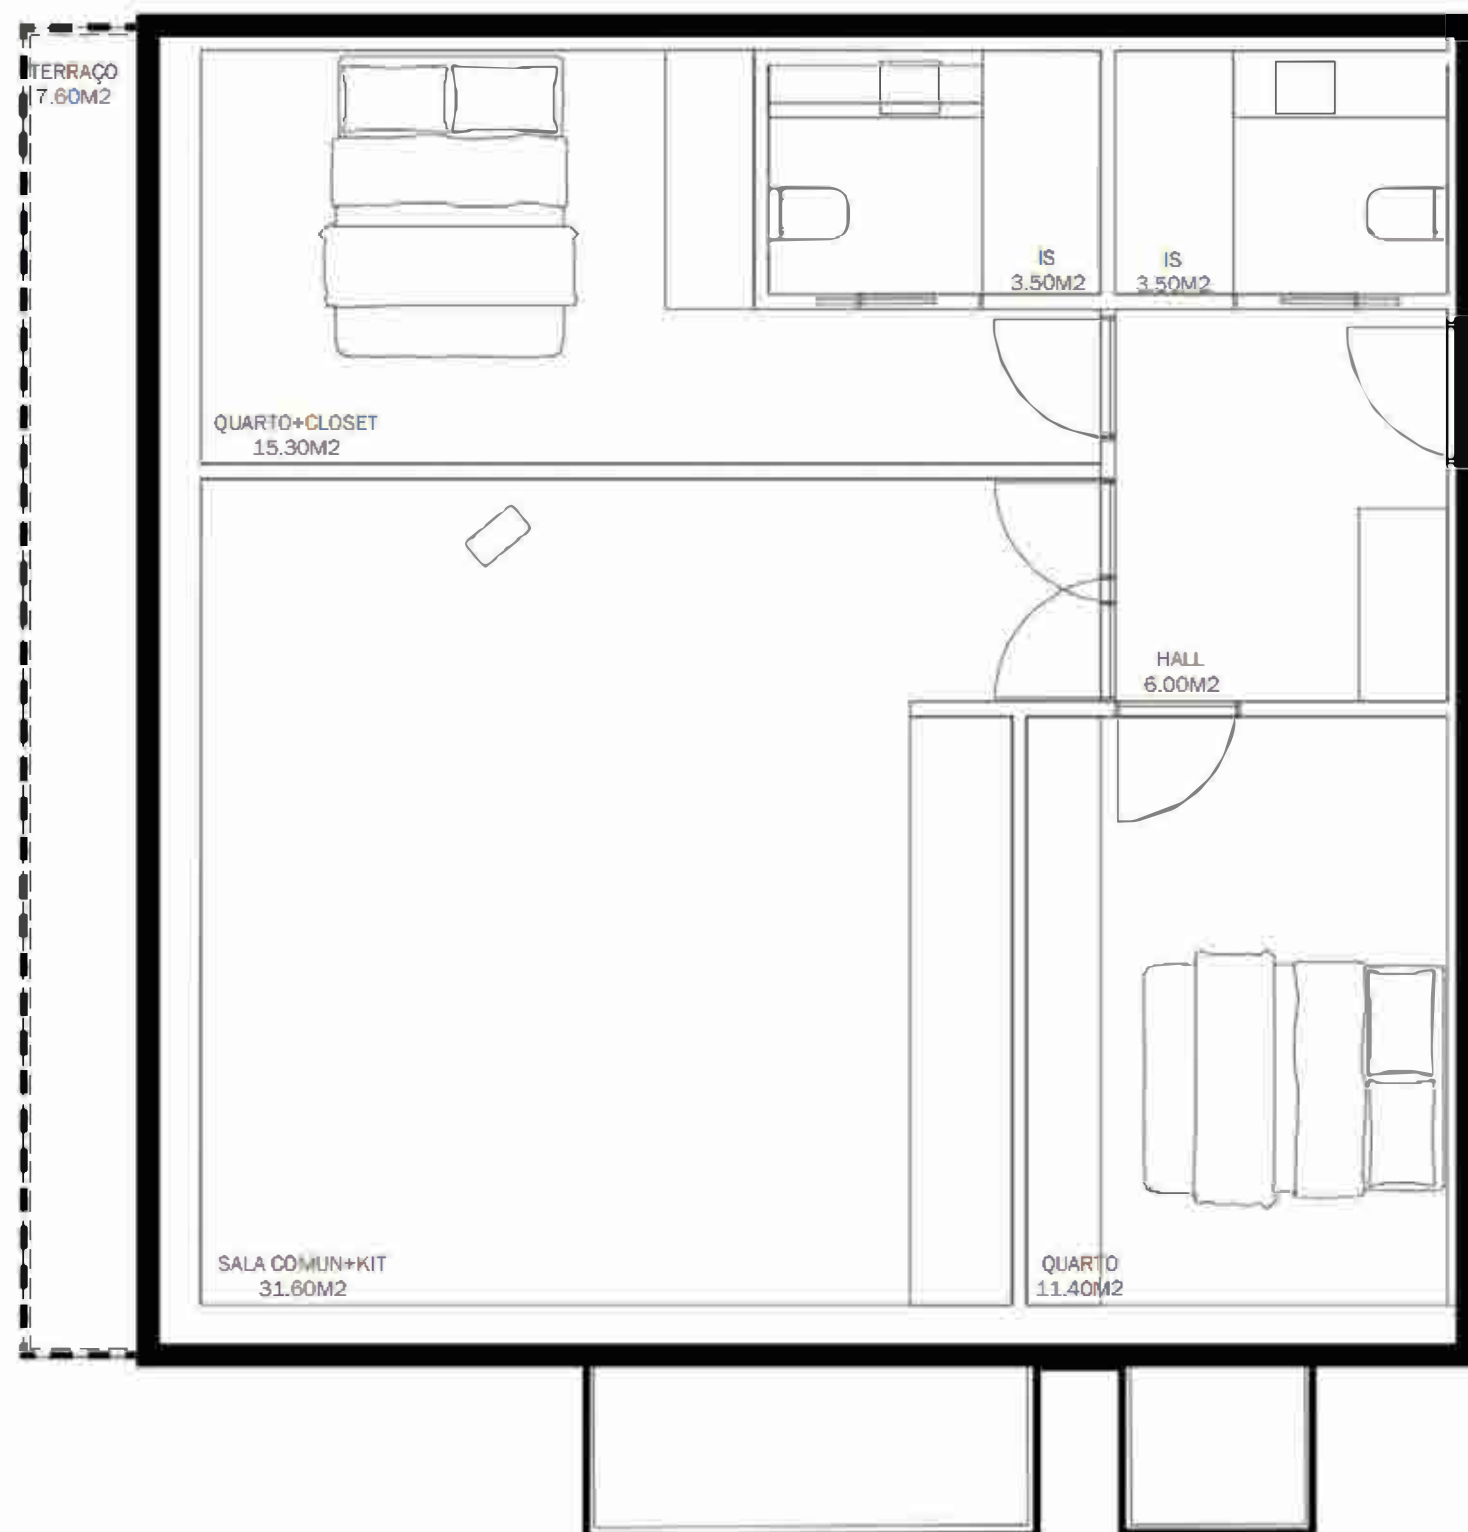 TERRAÇO
7.60M2
IS
3.50M2
IS
3.50M2
QUARTO+CLOSET
15.30M2
HALL
6.00M2
SALA COMUN+KIT
31.60M2
QUARTO
11.40M2